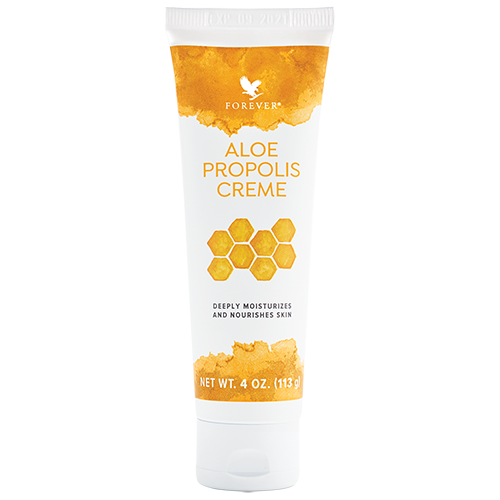 FOREVER®
ALOE
PROPOLIS
CREME
DEEPLY MOISTURIZES
AND NOURISHES SKIN
NET WT. 4 OZ. (113 g)